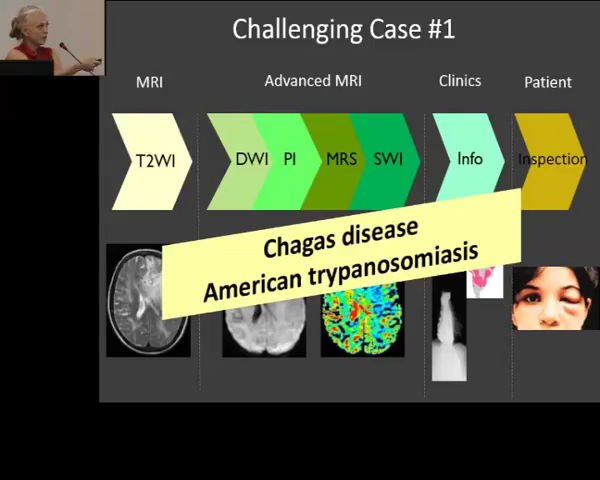 Challenging Case #1
MRI
Advanced MRI
Clinics
Patient
T2WI
DWI
PI
MRS
SWI
Info
Inspection
Chagas disease
American trypanosomiasis